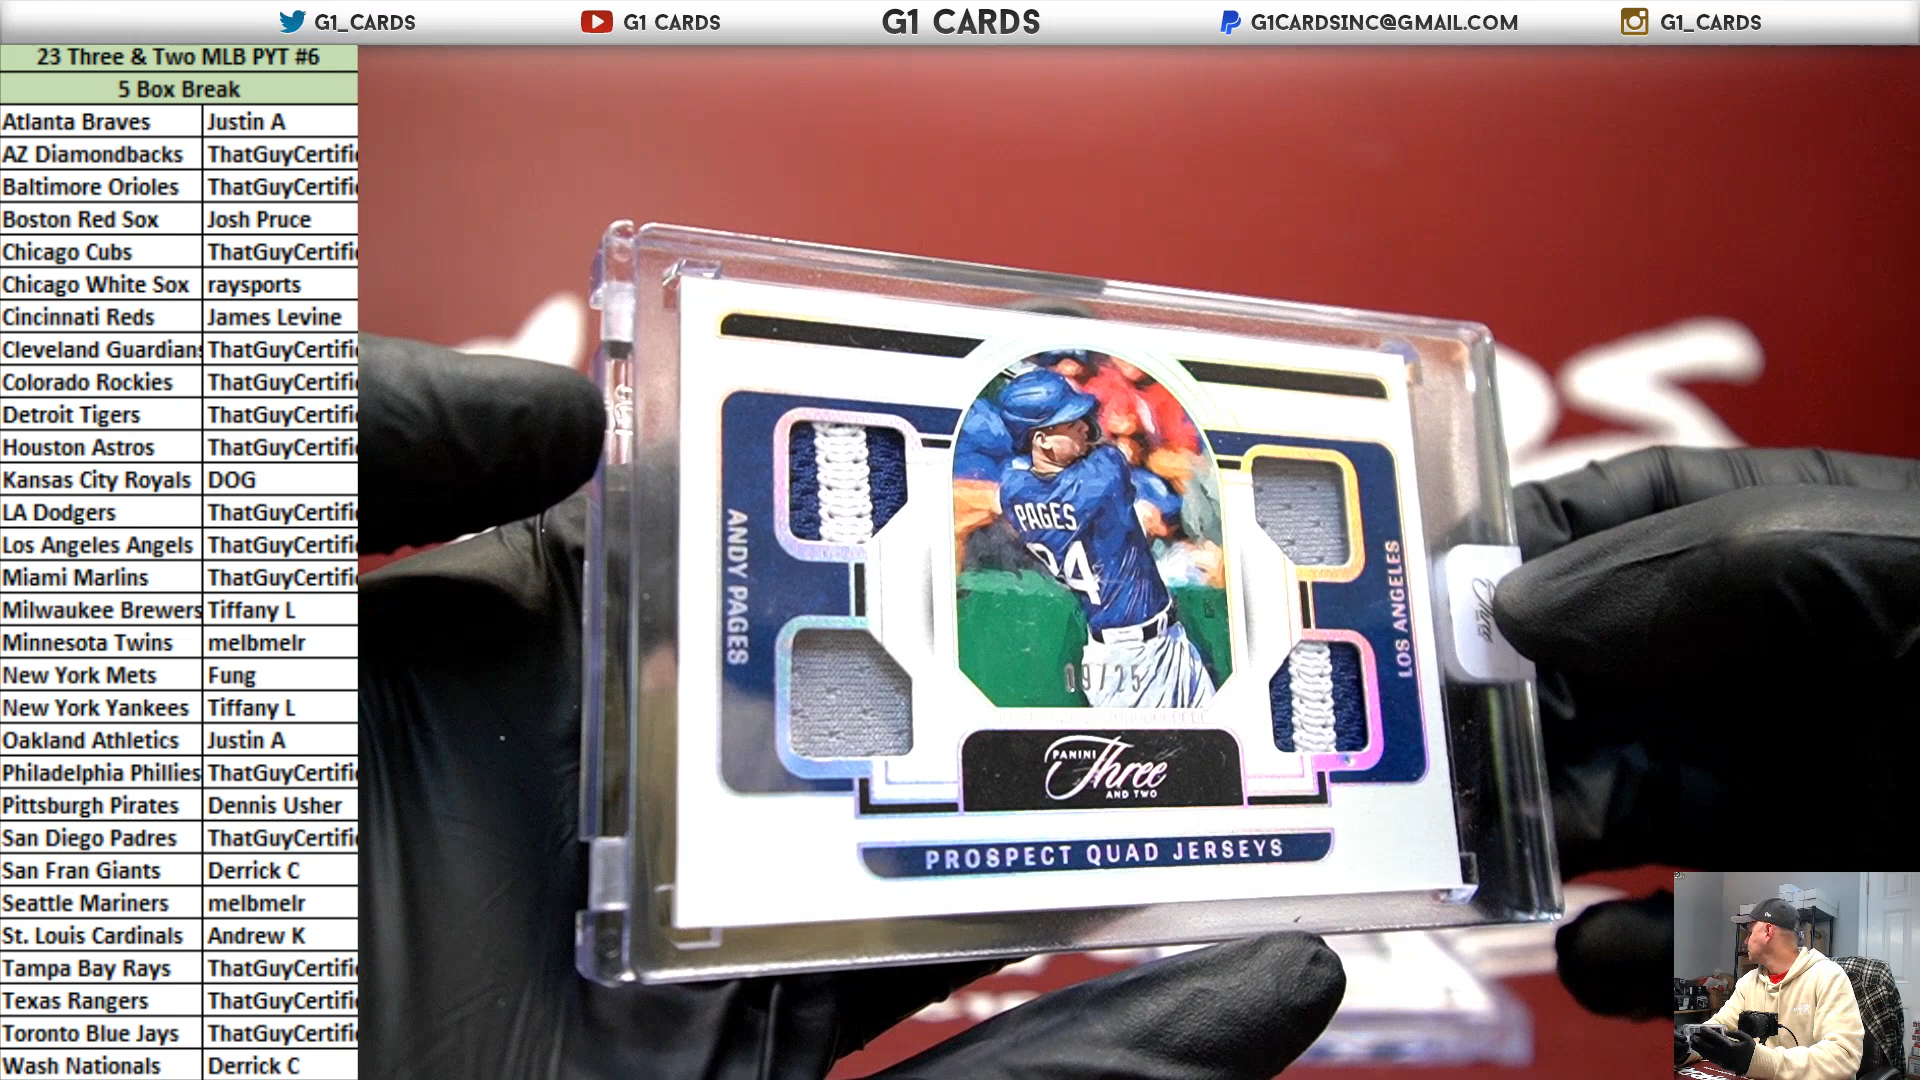 G1_CARDS
G1 CARDS
G1 CARDS
G1CARDSINC@GMAIL.COM
G1_CARDS
23 Three & Two MLB PYT #6
5 Box Break
Atlanta Braves Justin A
AZ Diamondbacks ThatGuyCertifi
Baltimore Orioles ThatGuyCertifi
Boston Red Sox Josh Pruce
Chicago Cubs ThatGuyCertifi
Chicago White Sox raysports
Cincinnati Reds James Levine
Cleveland Guardians ThatGuyCertifi
Colorado Rockies ThatGuyCertifi
Detroit Tigers ThatGuyCertifi
Houston Astros ThatGuyCertifi
Kansas City Royals DOG
LA Dodgers ThatGuyCertifi
Los Angeles Angels ThatGuyCertifi
Miami Marlins ThatGuyCertifi
Milwaukee Brewers Tiffany L
Minnesota Twins melbmelr
New York Mets Fung
New York Yankees Tiffany L
Oakland Athletics Justin A
Philadelphia Phillies ThatGuyCertifi
Pittsburgh Pirates Dennis Usher
San Diego Padres ThatGuyCertifi
San Fran Giants Derrick C
Seattle Mariners melbmelr
St. Louis Cardinals Andrew K
Tampa Bay Rays ThatGuyCertifi
Texas Rangers ThatGuyCertifi
Toronto Blue Jays ThatGuyCertifi
Wash Nationals Derrick C
ANDY PAGES
PAGES
84
09/25
LOS ANGELES
PANINI
Three
AND TWO
PROSPECT QUAD JERSEYS
Three